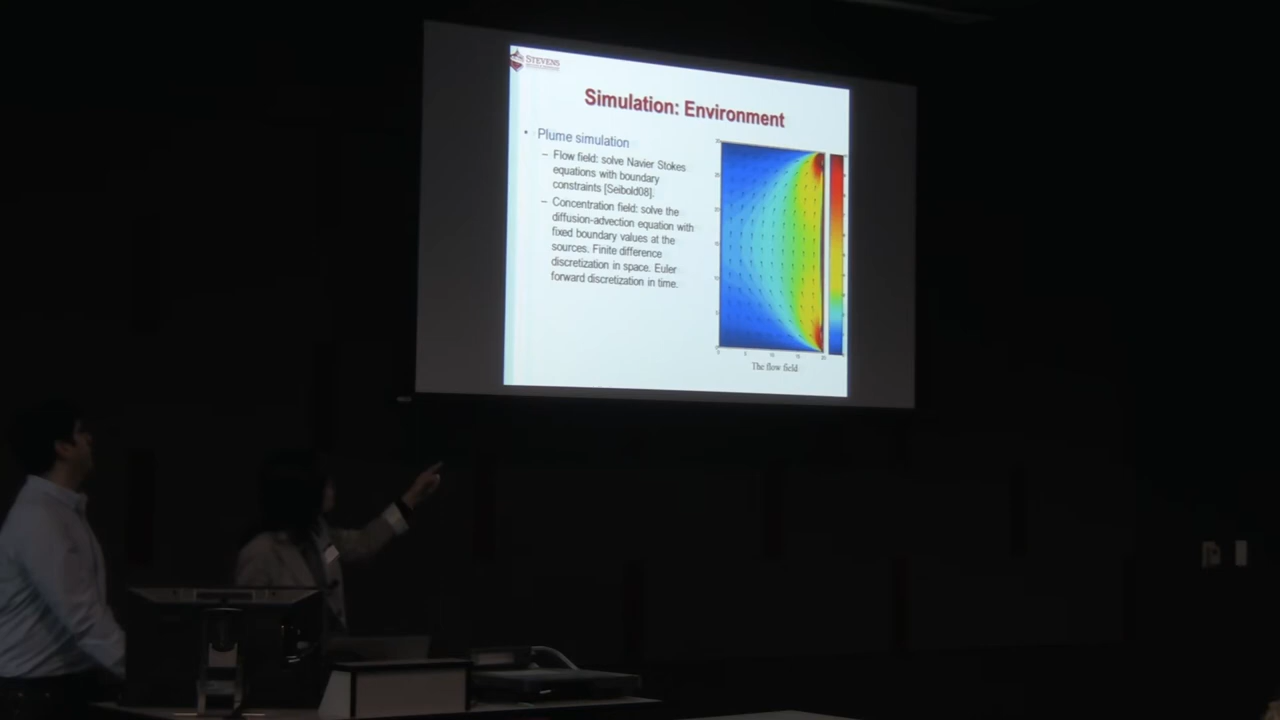 STEVENS
Simulation: Environment
• Plume simulation
– Flow field: solve Navier Stokes
equations with boundary
constraints [Seibold08].
– Concentration field: solve the
diffusion-advection equation with
fixed boundary values at the
sources. Finite difference
discretization in space. Euler
forward discretization in time.
The flow field